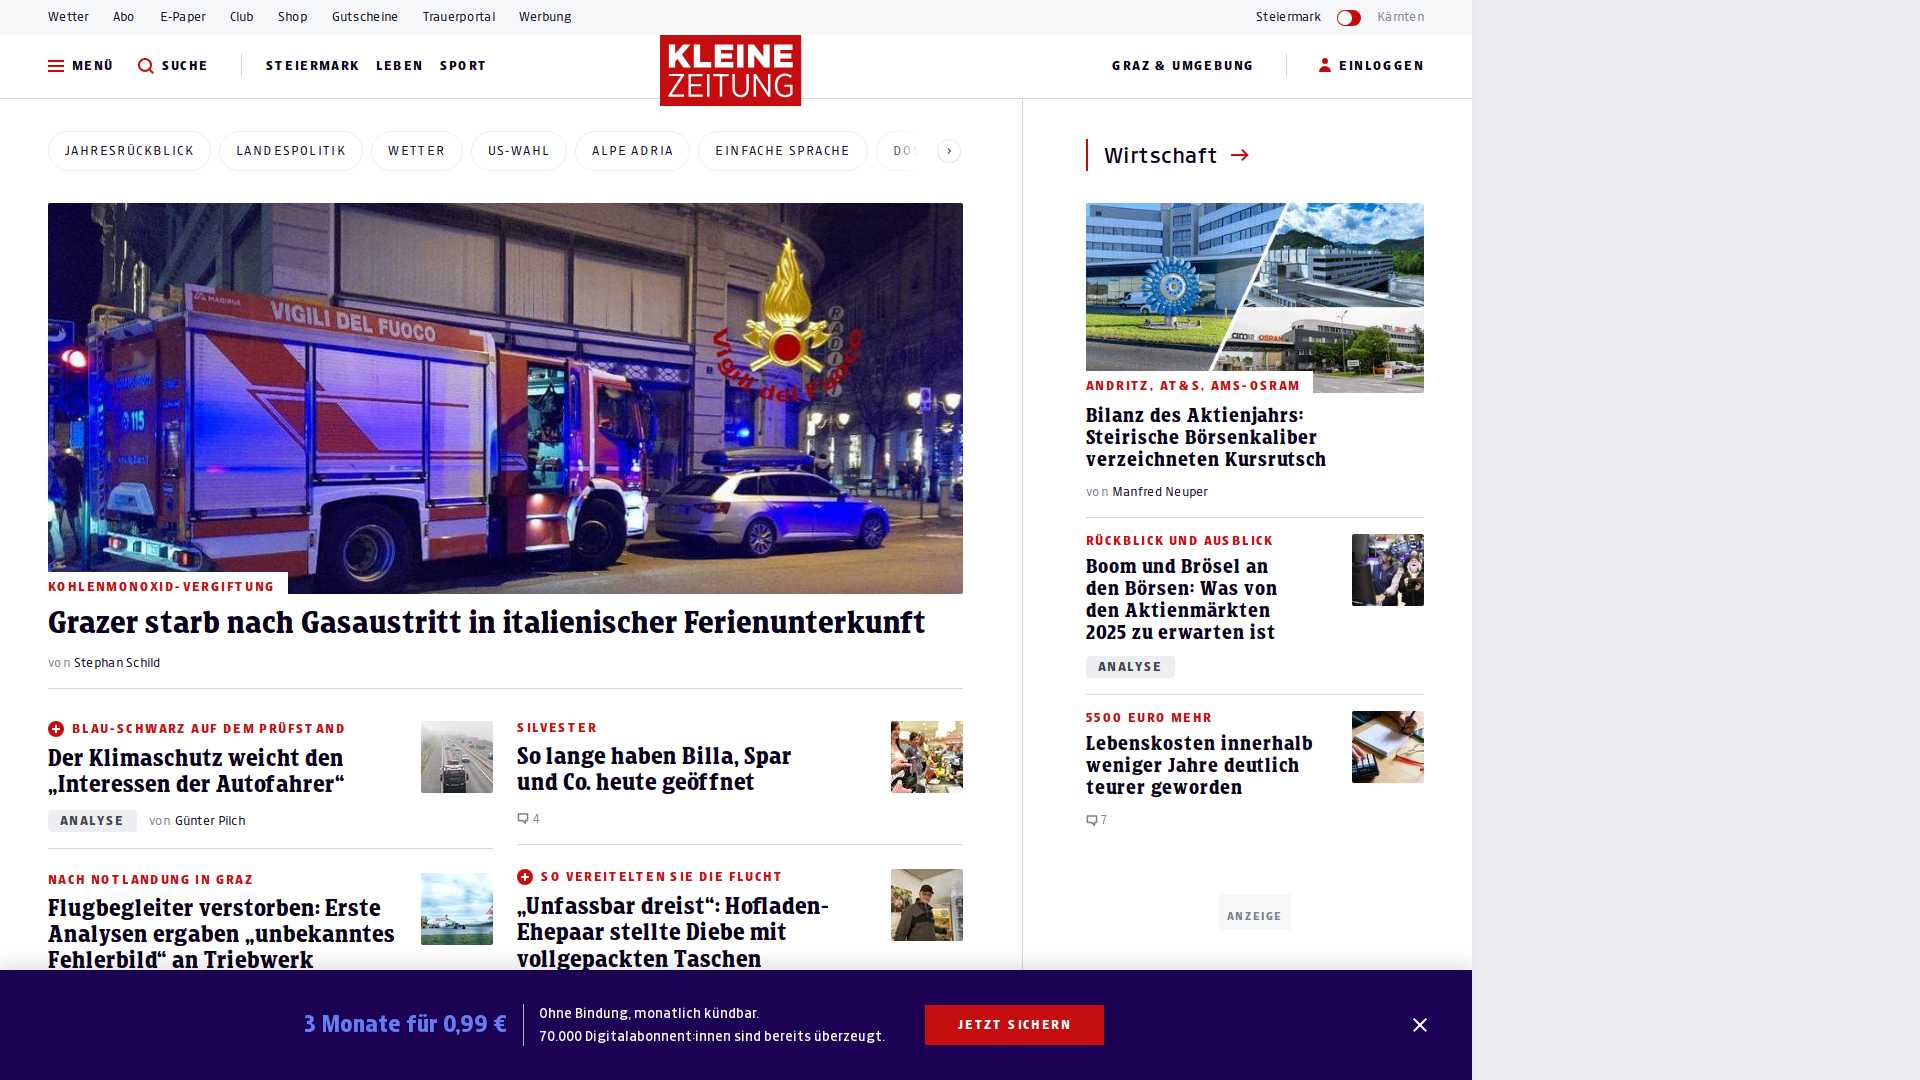 Wetter Abo E-Paper Club Shop Gutscheine Trauerportal Werbung Steiermark Kärnten
MENÜ SUCHE STEIERMARK LEBEN SPORT KLEINE ZEITUNG GRAZ & UMGEBUNG EINLOGGEN
JAHRESRÜCKBLICK LANDESPOLITIK WETTER US-WAHL ALPE ADRIA EINFACHE SPRACHE
VIGILI DEL FUOCO
115
Vigili del Fuoco
KOHLENMONOXID-VERGIFTUNG
Grazer starb nach Gasaustritt in italienischer Ferienunterkunft
von Stephan Schild
BLAU-SCHWARZ AUF DEM PRÜFSTAND
Der Klimaschutz weicht den
„Interessen der Autofahrer“
ANALYSE von Günter Pilch
NACH NOTLANDUNG IN GRAZ
Flugbegleiter verstorben: Erste
Analysen ergaben „unbekanntes
Fehlerbild“ an Triebwerk
SILVESTER
So lange haben Billa, Spar
und Co. heute geöffnet
4
SO VEREITELTEN SIE DIE FLUCHT
„Unfassbar dreist“: Hofladen-
Ehepaar stellte Diebe mit
vollgepackten Taschen
Wirtschaft
ANDRITZ, AT&S, AMS-OSRAM
Bilanz des Aktienjahrs:
Steirische Börsenkaliber
verzeichneten Kursrutsch
von Manfred Neuper
RÜCKBLICK UND AUSBLICK
Boom und Brösel an
den Börsen: Was von
den Aktienmärkten
2025 zu erwarten ist
ANALYSE
5500 EURO MEHR
Lebenskosten innerhalb
weniger Jahre deutlich
teurer geworden
7
ANZEIGE
3 Monate für 0,99 €
Ohne Bindung, monatlich kündbar.
70.000 Digitalabonnent:innen sind bereits überzeugt.
JETZT SICHERN